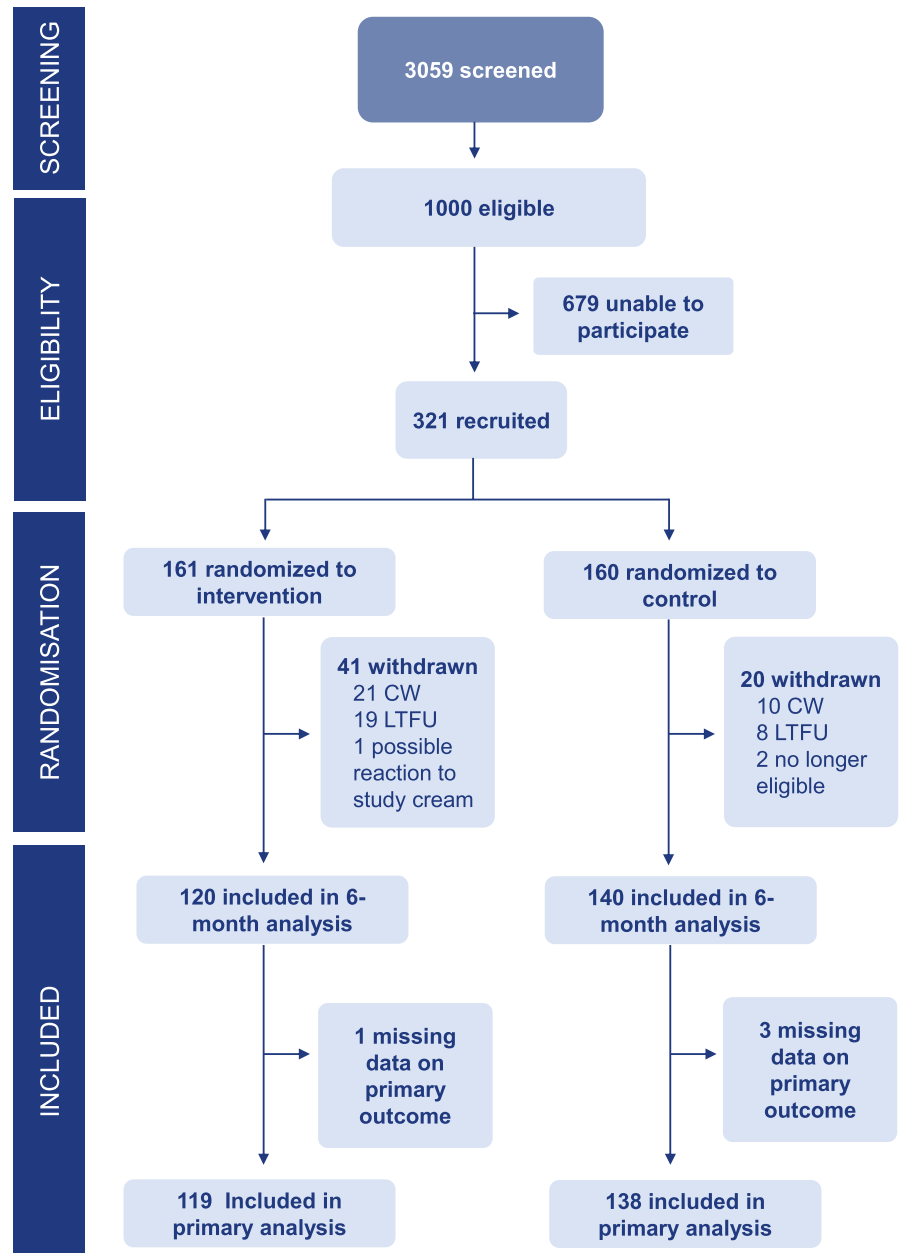 SCREENING
3059 screened
1000 eligible
ELIGIBILITY
679 unable to
participate
321 recruited
RANDOMISATION
161 randomized to
intervention
160 randomized to
control
41 withdrawn
21 CW
19 LTFU
1 possible
reaction to
study cream
20 withdrawn
10 CW
8 LTFU
2 no longer
eligible
INCLUDED
120 included in 6-
month analysis
140 included in 6-
month analysis
1 missing
data on
primary
outcome
3 missing
data on
primary
outcome
119 Included in
primary analysis
138 included in
primary analysis